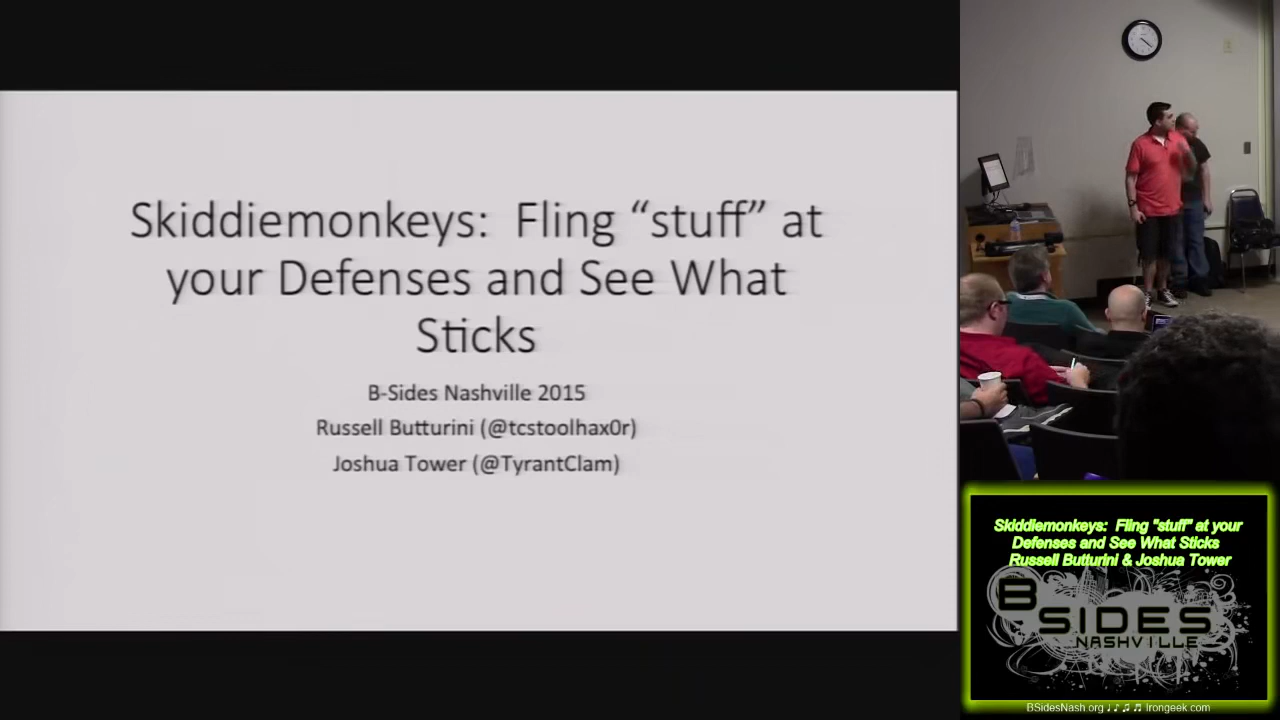 Skiddiemonkeys: Fling “stuff” at
your Defenses and See What
Sticks
B-Sides Nashville 2015
Russell Butturini (@tcstoolhax0r)
Joshua Tower (@TyrantClam)
Skiddiemonkeys: Fling "stuff" at your
Defenses and See What Sticks
Russell Butturini & Joshua Tower
B
SIDES
NASHVILLE
BSidesNash.org ♩ ♪ ♫ ♬ Irongeek.com